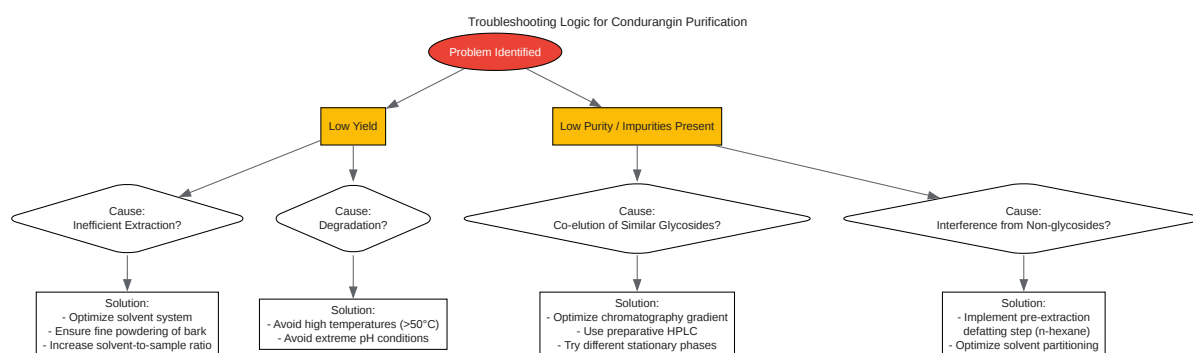 Troubleshooting Logic for Condurangin Purification
Problem Identified
Low Yield
Low Purity / Impurities Present
Cause:
Inefficient Extraction?
Cause:
Degradation?
Cause:
Co-elution of Similar Glycosides?
Cause:
Interference from Non-glycosides?
Solution:
- Optimize solvent system
- Ensure fine powdering of bark
- Increase solvent-to-sample ratio
Solution:
- Avoid high temperatures (>50°C)
- Avoid extreme pH conditions
Solution:
- Optimize chromatography gradient
- Use preparative HPLC
- Try different stationary phases
Solution:
- Implement pre-extraction
defatting step (n-hexane)
- Optimize solvent partitioning